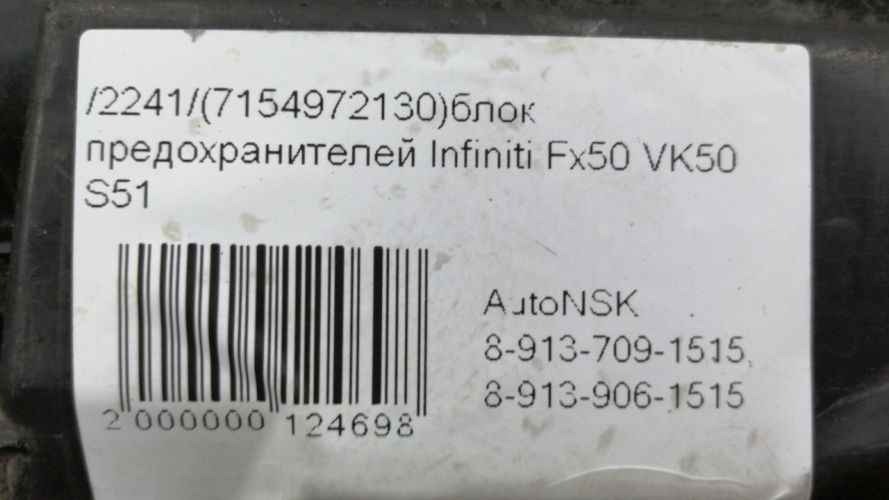 /2241/(7154972130)блок
предохранителей Infiniti Fx50 VK50
S51
AutoNSK
8-913-709-1515,
8-913-906-1515
2 000000 124698